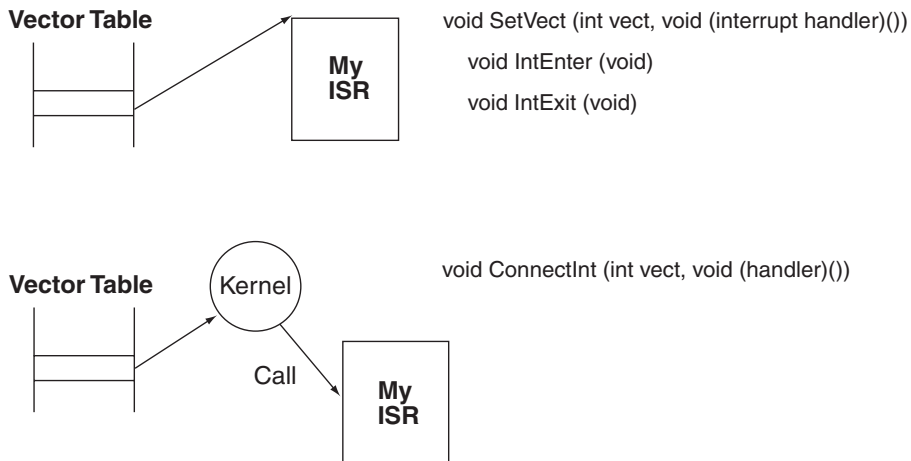 Vector Table
My
ISR
void SetVect (int vect, void (interrupt handler)())
void IntEnter (void)
void IntExit (void)
Vector Table
Kernel
Call
My
ISR
void ConnectInt (int vect, void (handler)())